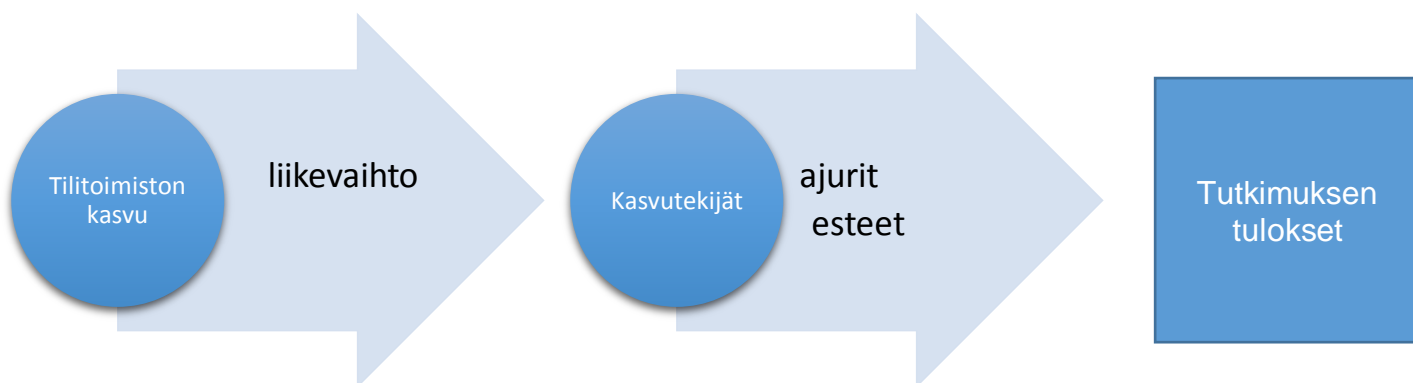 Tilitoimiston
kasvu
liikevaihto
Kasvutekijät
ajurit
esteet
Tutkimuksen
tulokset